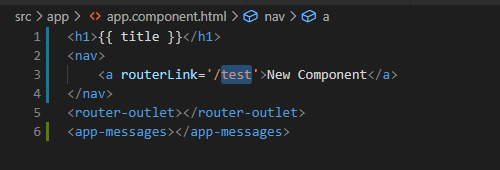 src > app > app.component.html > nav > a
1 <h1>{{ title }}</h1>
2 <nav>
3 <a routerLink='/test'>New Component</a>
4 </nav>
5 <router-outlet></router-outlet>
6 <app-messages></app-messages>